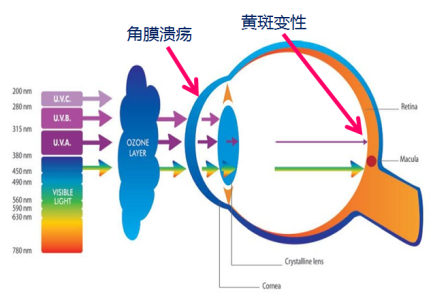 角膜溃疡
黄斑变性
200 nm
U.V.C.
280 nm
U.V.B.
315 nm
U.V.A.
380 nm
450 nm
490 nm
VISIBLE
LIGHT
560 nm
590 nm
630 nm
780 nm
OZONE
LAYER
Retina
Macula
Crystalline lens
Cornea